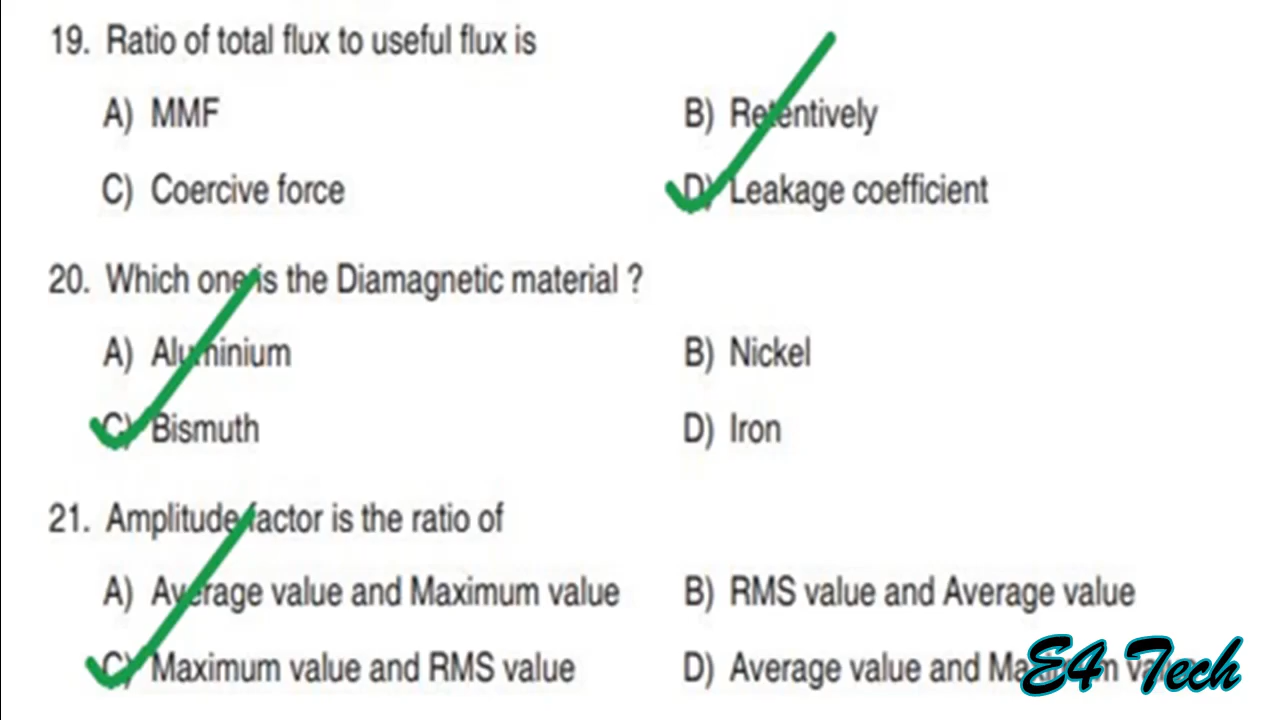 19. Ratio of total flux to useful flux is
A) MMF B) Retentively
C) Coercive force D) Leakage coefficient
20. Which one is the Diamagnetic material ?
A) Aluminium B) Nickel
C) Bismuth D) Iron
21. Amplitude factor is the ratio of
A) Average value and Maximum value B) RMS value and Average value
C) Maximum value and RMS value D) Average value and Maximum
E4 Tech